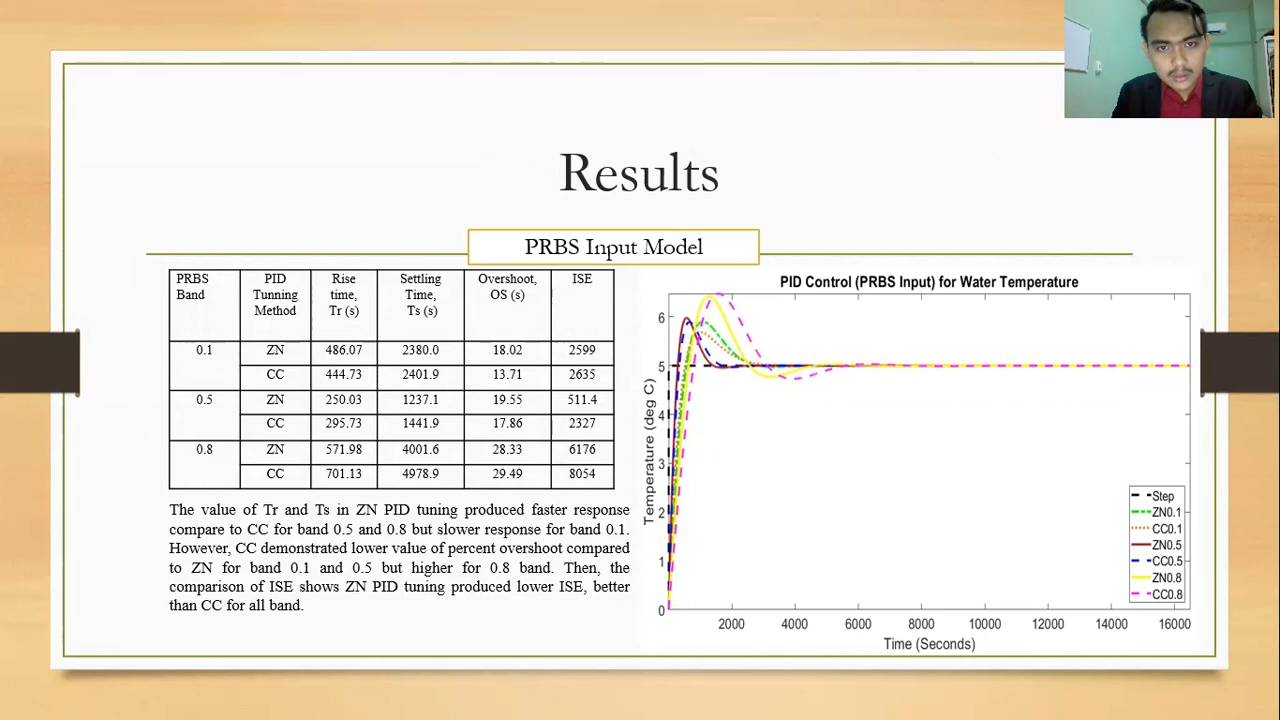 Results
PRBS Input Model
PRBS Band | PID Tunning Method | Rise time, Tr (s) | Settling Time, Ts (s) | Overshoot, OS (s) | ISE
0.1 | ZN | 486.07 | 2380.0 | 18.02 | 2599
CC | 444.73 | 2401.9 | 13.71 | 2635
0.5 | ZN | 250.03 | 1237.1 | 19.55 | 511.4
CC | 295.73 | 1441.9 | 17.86 | 2327
0.8 | ZN | 571.98 | 4001.6 | 28.33 | 6176
CC | 701.13 | 4978.9 | 29.49 | 8054
The value of Tr and Ts in ZN PID tuning produced faster response
compare to CC for band 0.5 and 0.8 but slower response for band 0.1.
However, CC demonstrated lower value of percent overshoot compared
to ZN for band 0.1 and 0.5 but higher for 0.8 band. Then, the
comparison of ISE shows ZN PID tuning produced lower ISE, better
than CC for all band.
PID Control (PRBS Input) for Water Temperature
Temperature (deg C)
6
5
4
3
2
1
0
2000 4000 6000 8000 10000 12000 14000 16000
Time (Seconds)
Step
ZN0.1
CC0.1
ZN0.5
CC0.5
ZN0.8
CC0.8